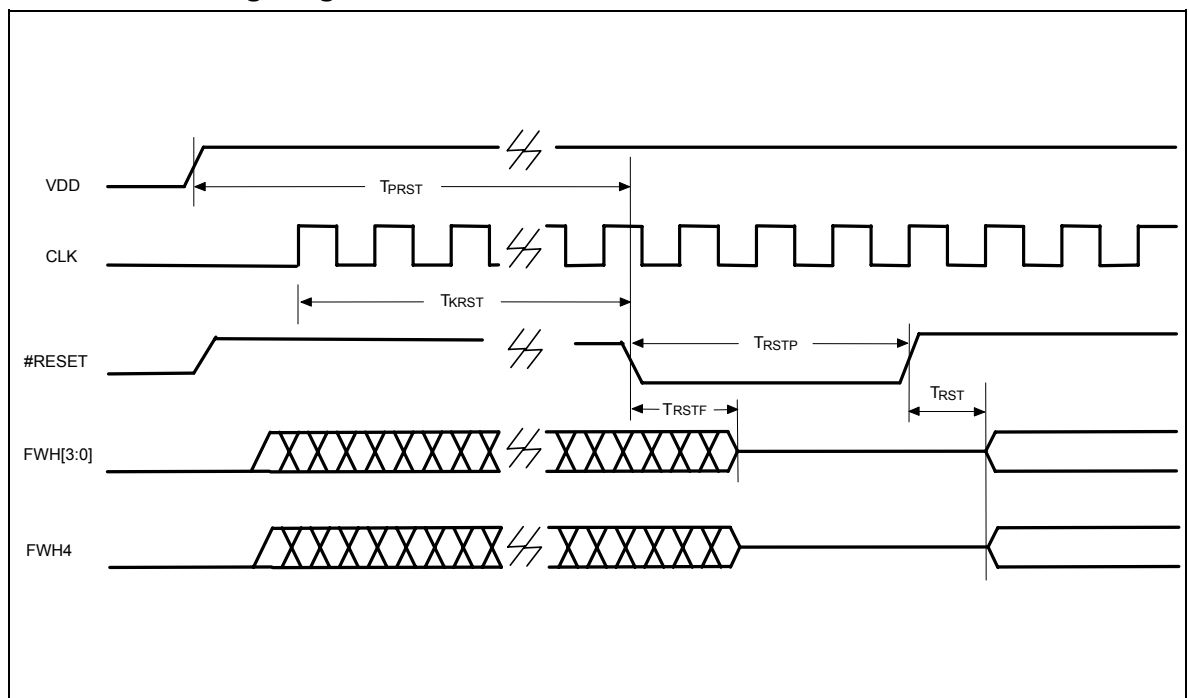 VDD
TPRST
CLK
TKRST
#RESET
TRSTP
TRST
TRSTF
FWH[3:0]
FWH4